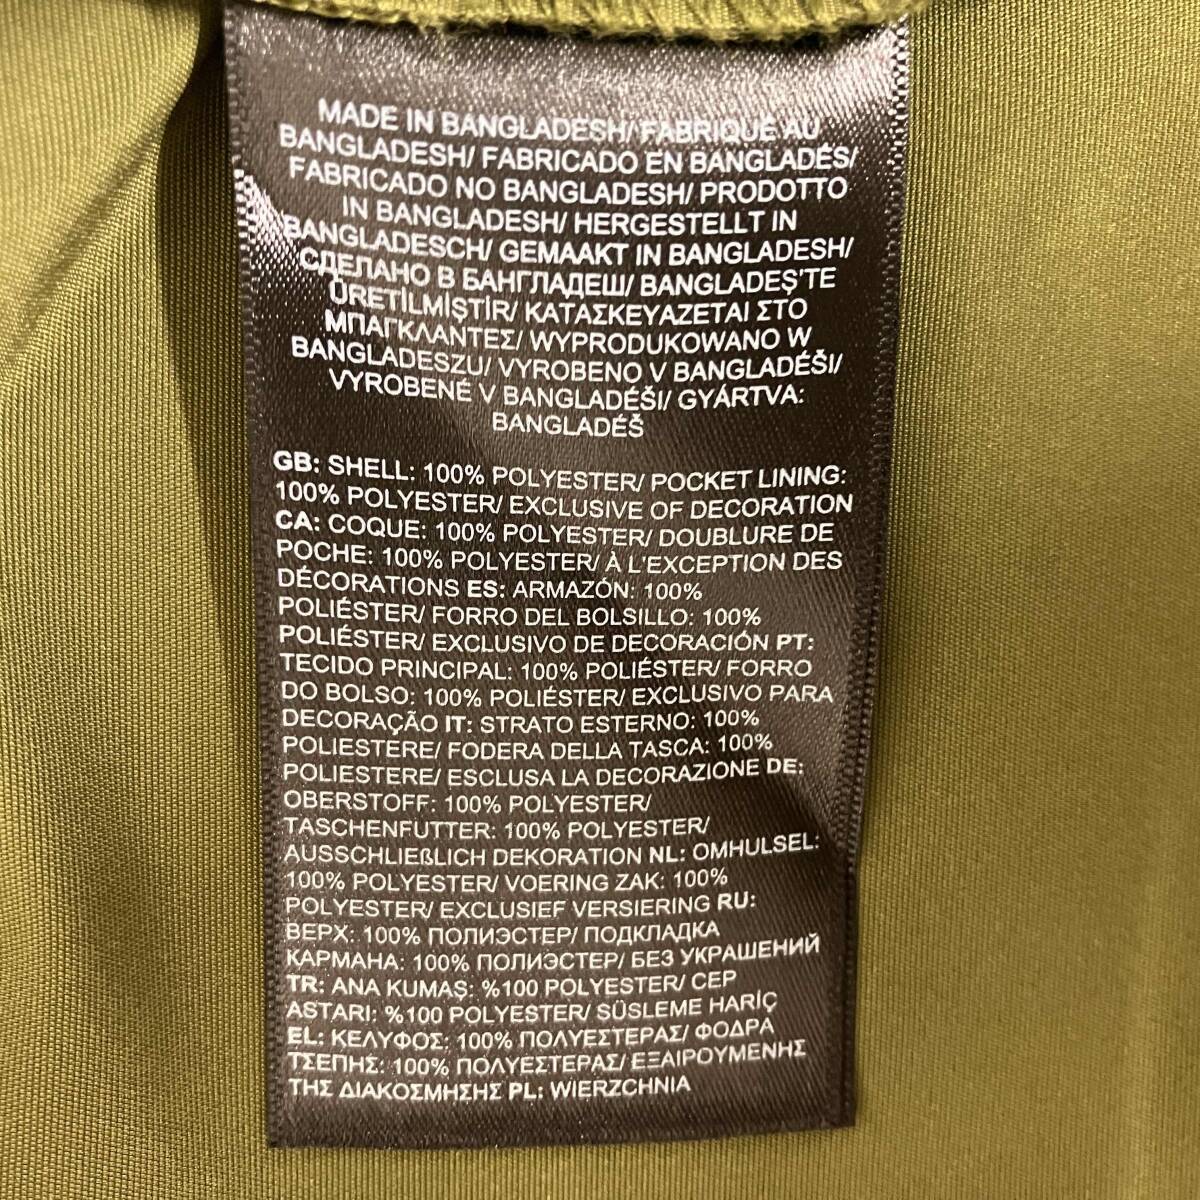 MADE IN BANGLADESH/ FABRIQUÉ AU
BANGLADESH/ FABRICADO EN BANGLADÉS/
FABRICADO NO BANGLADESH/ PRODOTTO
IN BANGLADESH/ HERGESTELLT IN
BANGLADESCH/ GEMAAKT IN BANGLADESH/
СДЕЛАНО В БАНГЛАДЕШ/ BANGLADEŞ'TE
ÜRETİLMİŞTİR/ ΚΑΤΑΣΚΕΥΑΖΕΤΑΙ ΣΤΟ
ΜΠΑΓΚΛΑΝΤΕΣ/ WYPRODUKOWANO W
BANGLADESZU/ VYROBENO V BANGLADÉŠI/
VYROBENÉ V BANGLADÉŠI/ GYÁRTVA:
BANGLADÉŠ
GB: SHELL: 100% POLYESTER/ POCKET LINING:
100% POLYESTER/ EXCLUSIVE OF DECORATION
CA: COQUE: 100% POLYESTER/ DOUBLURE DE
POCHE: 100% POLYESTER/ À L'EXCEPTION DES
DÉCORATIONS ES: ARMAZÓN: 100%
POLIÉSTER/ FORRO DEL BOLSILLO: 100%
POLIÉSTER/ EXCLUSIVO DE DECORACIÓN PT:
TECIDO PRINCIPAL: 100% POLIÉSTER/ FORRO
DO BOLSO: 100% POLIÉSTER/ EXCLUSIVO PARA
DECORAÇÃO IT: STRATO ESTERNO: 100%
POLIESTERE/ FODERA DELLA TASCA: 100%
POLIESTERE/ ESCLUSA LA DECORAZIONE DE:
OBERSTOFF: 100% POLYESTER/
TASCHENFUTTER: 100% POLYESTER/
AUSSCHLIEßLICH DEKORATION NL: OMHULSEL:
100% POLYESTER/ VOERING ZAK: 100%
POLYESTER/ EXCLUSIEF VERSIERING RU:
ВЕРХ: 100% ПОЛИЭСТЕР/ ПОДКЛАДКА
КАРМАНА: 100% ПОЛИЭСТЕР/ БЕЗ УКРАШЕНИЙ
TR: ANA KUMAŞ: %100 POLYESTER/ CEP
ASTARI: %100 POLYESTER/ SÜSLEME HARİÇ
EL: ΚΕΛΥΦΟΣ: 100% ΠΟΛΥΕΣΤΕΡΑΣ/ ΦΟΔΡΑ
ΤΣΕΠΗΣ: 100% ΠΟΛΥΕΣΤΕΡΑΣ/ ΕΞΑΙΡΟΥΜΕΝΗΣ
ΤΗΣ ΔΙΑΚΟΣΜΗΣΗΣ PL: WIERZCHNIA